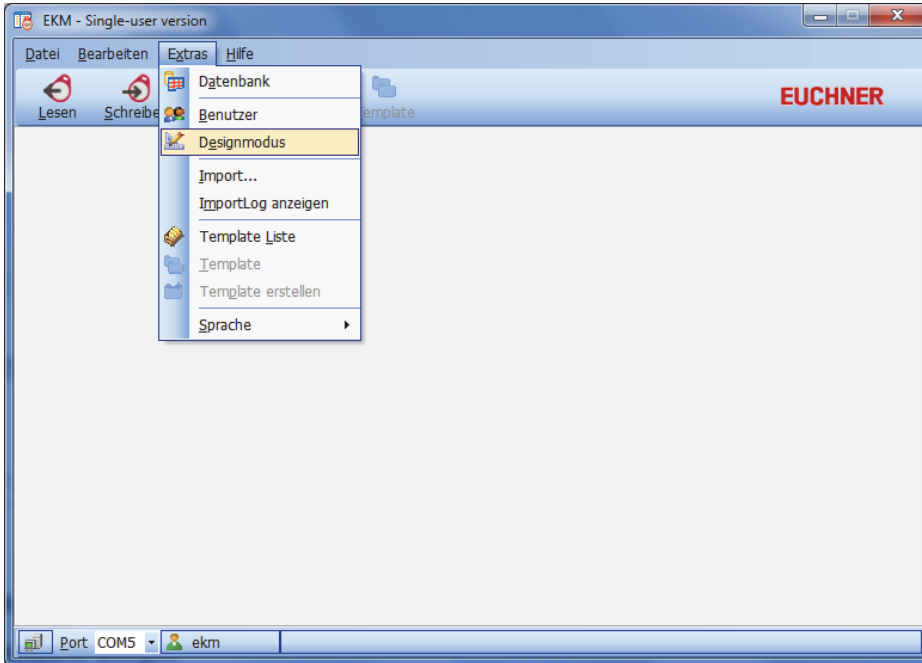 EKM - Single-user version
Datei Bearbeiten Extras Hilfe
Lesen Schreibe emplate EUCHNER
Datenbank
Benutzer
Designmodus
Import...
ImportLog anzeigen
Template Liste
Template
Template erstellen
Sprache
Port COM5 ekm